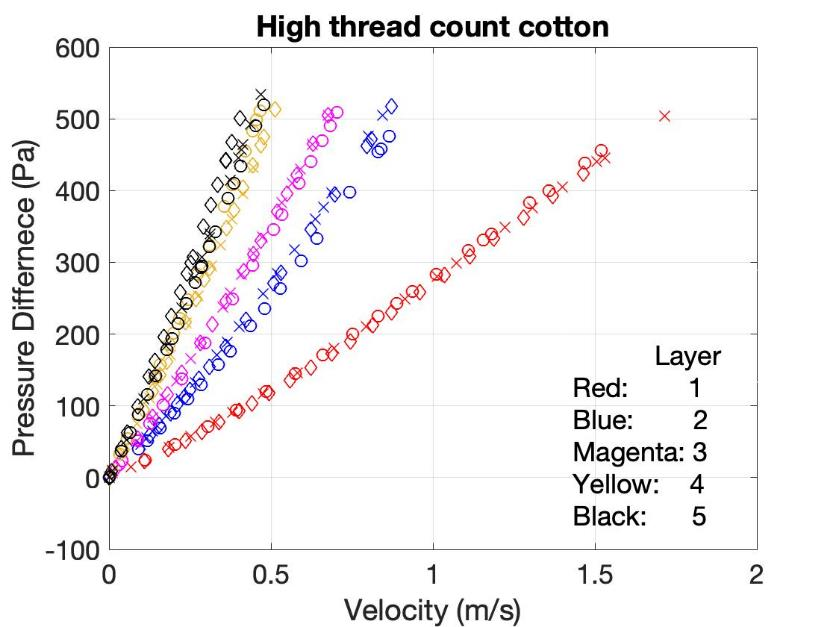 High thread count cotton
600
500
400
300
200
100
0
-100
Pressure Differnece (Pa)
Layer
Red: 1
Blue: 2
Magenta: 3
Yellow: 4
Black: 5
0 0.5 1 1.5 2
Velocity (m/s)